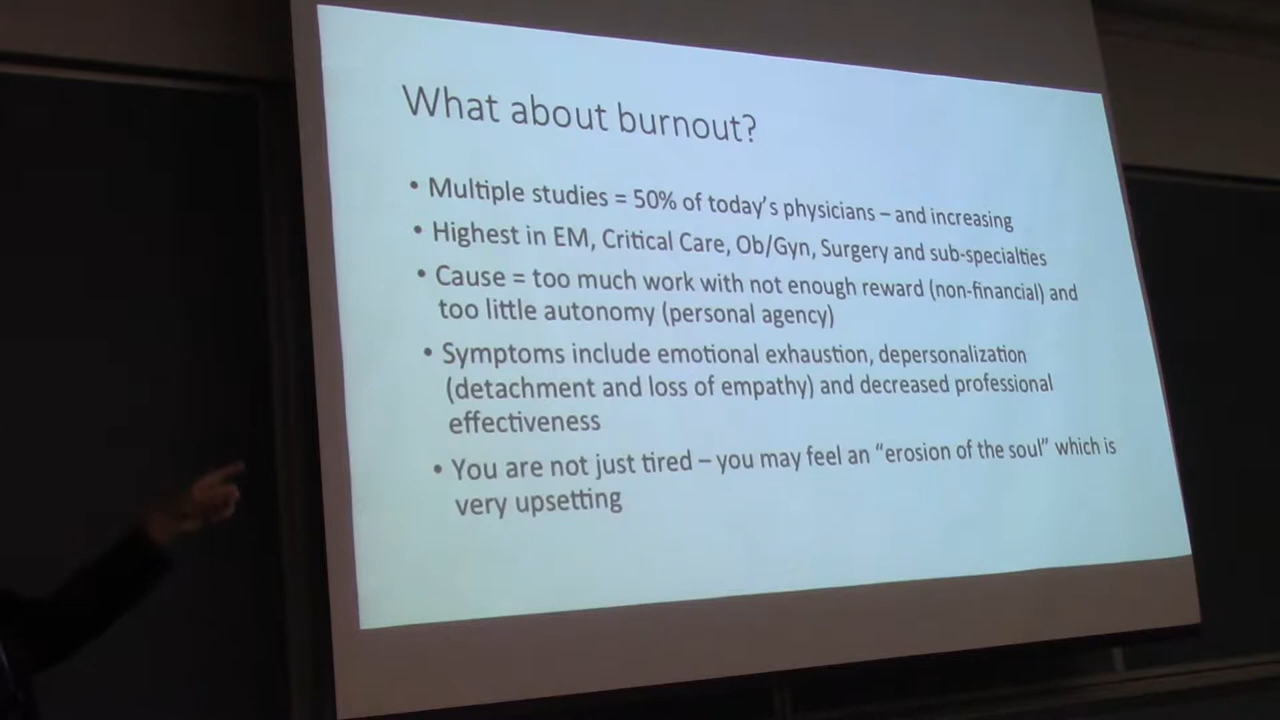 What about burnout?
• Multiple studies = 50% of today's physicians – and increasing
• Highest in EM, Critical Care, Ob/Gyn, Surgery and sub-specialties
• Cause = too much work with not enough reward (non-financial) and
too little autonomy (personal agency)
• Symptoms include emotional exhaustion, depersonalization
(detachment and loss of empathy) and decreased professional
effectiveness
• You are not just tired – you may feel an “erosion of the soul” which is
very upsetting